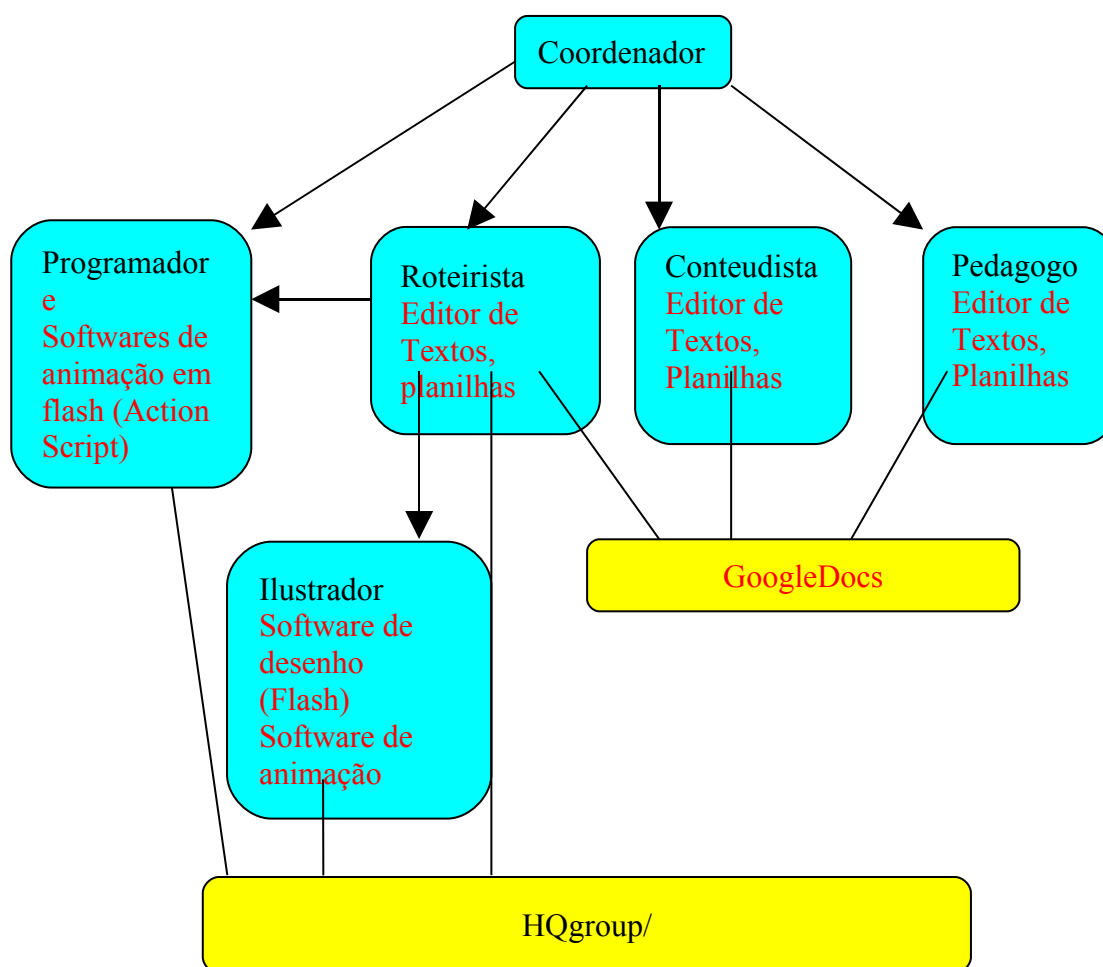 Coordenador
Programador
e
Softwares de
animação em
flash (Action
Script)
Roteirista
Editor de
Textos,
planilhas
Conteudista
Editor de
Textos,
Planilhas
Pedagogo
Editor de
Textos,
Planilhas
GoogleDocs
Ilustrador
Software de
desenho
(Flash)
Software de
animação
HQgroup/